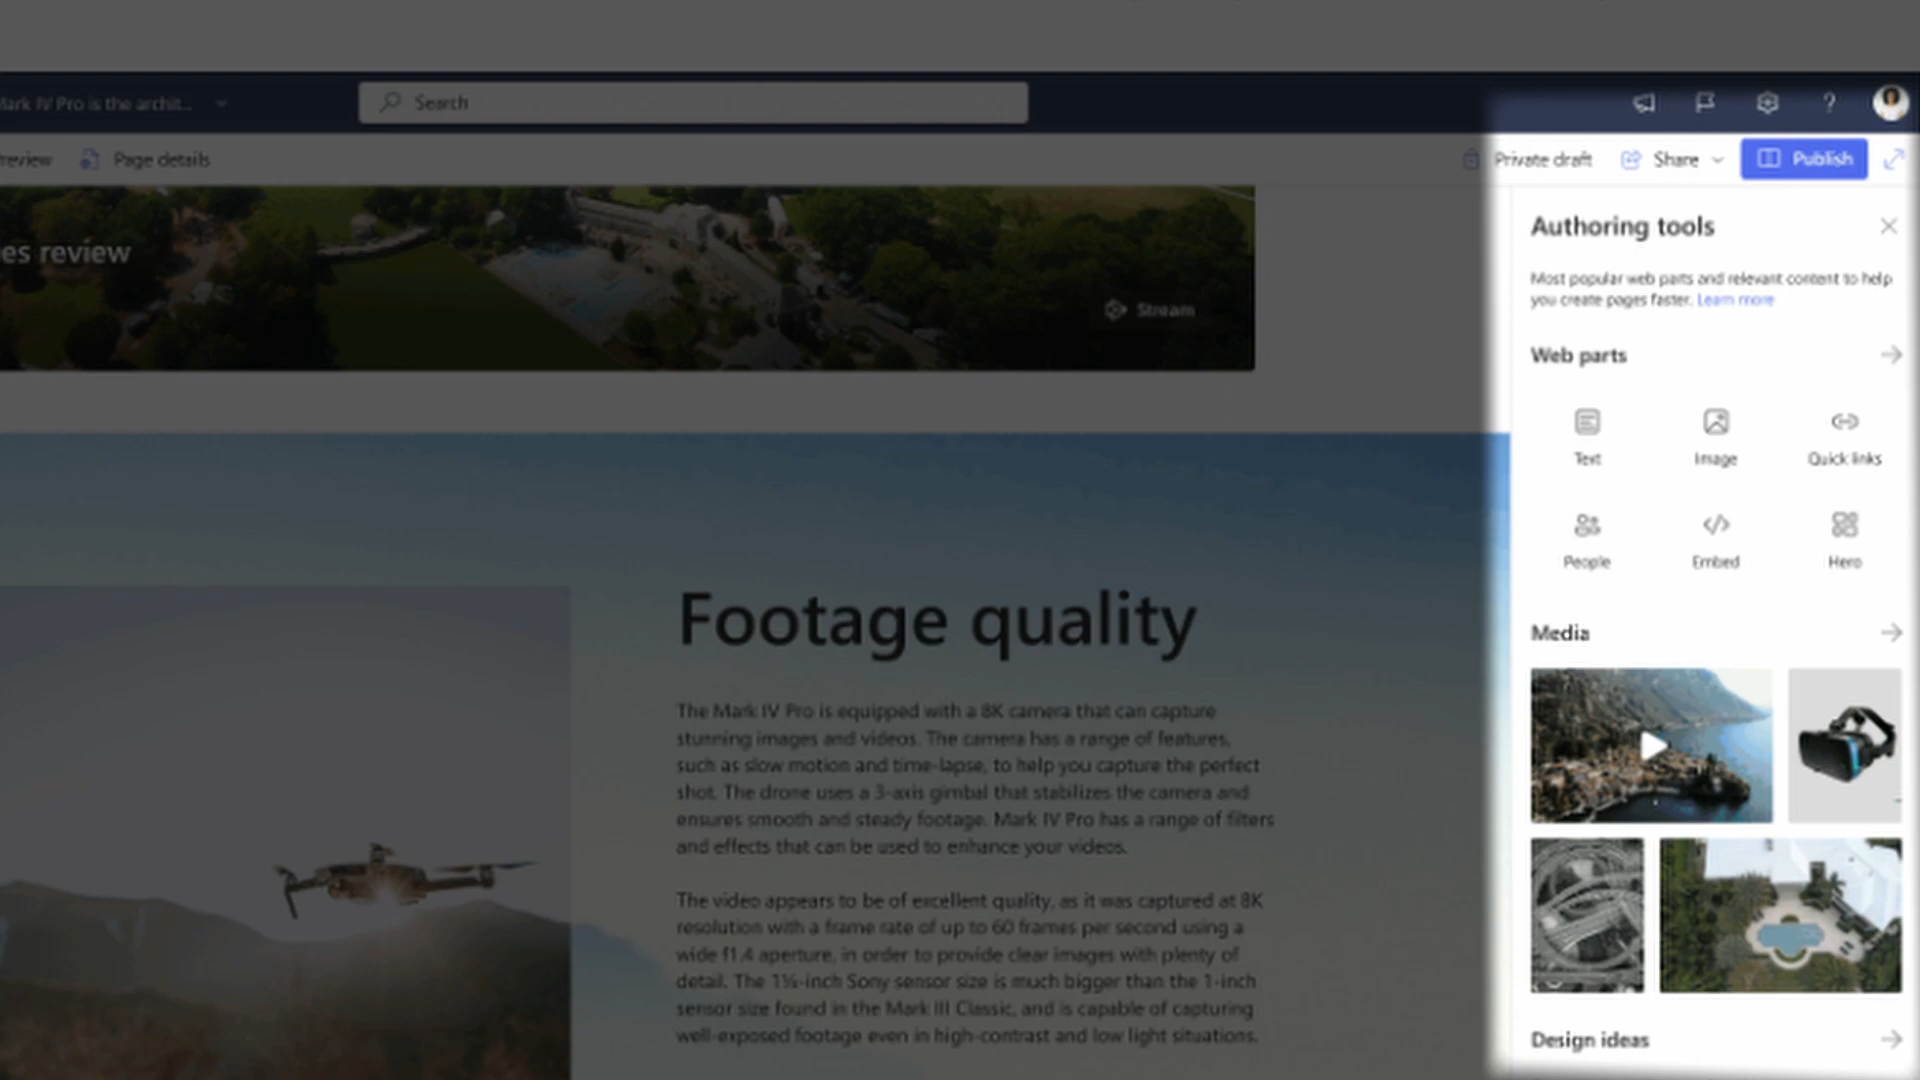 Mark IV Pro is the archit...
Search
?
Preview
Page details
Private draft
Share
Publish
es review
Stream
Authoring tools
Most popular web parts and relevant content to help
you create pages faster. Learn more
Web parts
Text
Image
Quick links
People
Embed
Hero
Media
Design ideas
Footage quality
The Mark IV Pro is equipped with a 8K camera that can capture
stunning images and videos. The camera has a range of features,
such as slow motion and time-lapse, to help you capture the perfect
shot. The drone uses a 3-axis gimbal that stabilizes the camera and
ensures smooth and steady footage. Mark IV Pro has a range of filters
and effects that can be used to enhance your videos.
The video appears to be of excellent quality, as it was captured at 8K
resolution with a frame rate of up to 60 frames per second using a
wide f1.4 aperture, in order to provide clear images with plenty of
detail. The 1⅓-inch Sony sensor size is much bigger than the 1-inch
sensor size found in the Mark III Classic, and is capable of capturing
well-exposed footage even in high-contrast and low light situations.